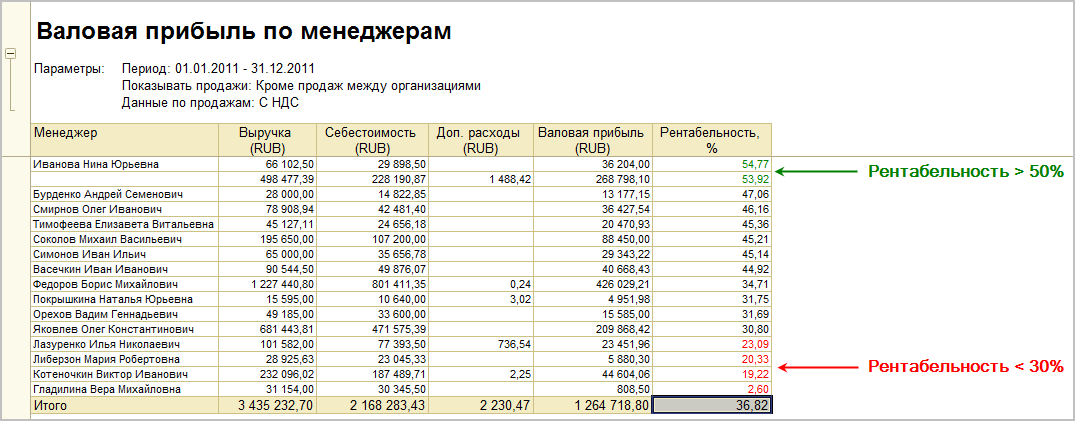 Валовая прибыль по менеджерам
Параметры: Период: 01.01.2011 - 31.12.2011
Показывать продажи: Кроме продаж между организациями
Данные по продажам: С НДС
Менеджер Выручка (RUB) Себестоимость (RUB) Доп. расходы (RUB) Валовая прибыль (RUB) Рентабельность, %
Иванова Нина Юрьевна 66 102,50 29 898,50 36 204,00 54,77
498 477,39 228 190,87 1 488,42 268 798,10 53,92
Рентабельность > 50%
Бурденко Андрей Семенович 28 000,00 14 822,85 13 177,15 47,06
Смирнов Олег Иванович 78 908,94 42 481,40 36 427,54 46,16
Тимофеева Елизавета Витальевна 45 127,11 24 656,18 20 470,93 45,36
Соколов Михаил Васильевич 195 650,00 107 200,00 88 450,00 45,21
Симонов Иван Ильич 65 000,00 35 656,78 29 343,22 45,14
Васечкин Иван Иванович 90 544,50 49 876,07 40 668,43 44,92
Федоров Борис Михайлович 1 227 440,80 801 411,35 0,24 426 029,21 34,71
Покрышкина Наталья Юрьевна 15 595,00 10 640,00 3,02 4 951,98 31,75
Орехов Вадим Геннадьевич 49 185,00 33 600,00 15 585,00 31,69
Яковлев Олег Константинович 681 443,81 471 575,39 209 868,42 30,80
Лазуренко Илья Николаевич 101 582,00 77 393,50 736,54 23 451,96 23,09
Либерзон Мария Робертовна 28 925,63 23 045,33 5 880,30 20,33
Котеночкин Виктор Иванович 232 096,02 187 489,71 2,25 44 604,06 19,22
Рентабельность < 30%
Гладилина Вера Михайловна 31 154,00 30 345,50 808,50 2,60
Итого 3 435 232,70 2 168 283,43 2 230,47 1 264 718,80 36,82